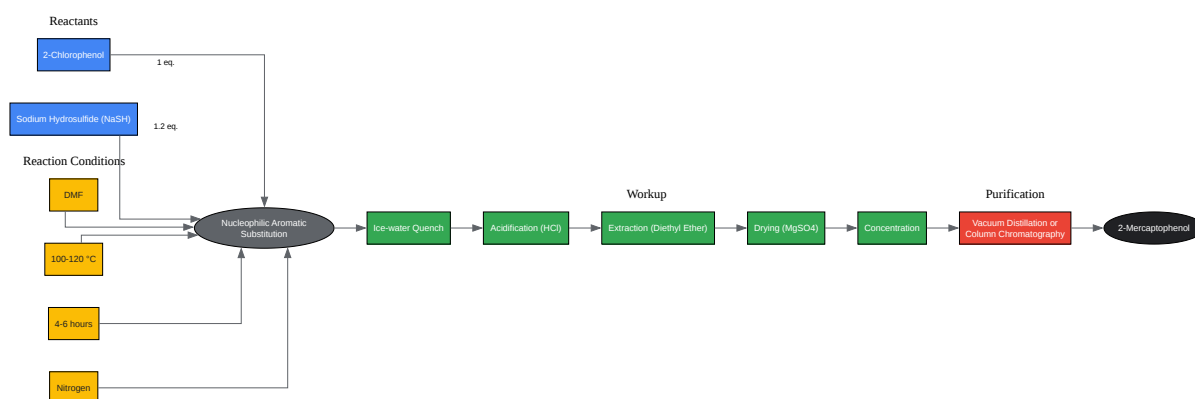 Reactants
2-Chlorophenol
1 eq.
Sodium Hydrosulfide (NaSH)
1.2 eq.
Reaction Conditions
DMF
100-120 °C
4-6 hours
Nitrogen
Nucleophilic Aromatic
Substitution
Workup
Ice-water Quench
Acidification (HCl)
Extraction (Diethyl Ether)
Drying (MgSO4)
Concentration
Purification
Vacuum Distillation or
Column Chromatography
2-Mercaptophenol